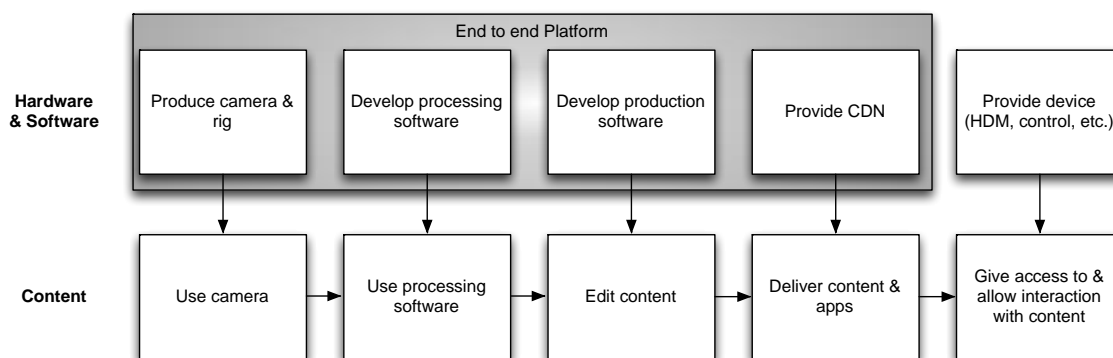 End to end Platform
Hardware
& Software
Produce camera &
rig
Develop processing
software
Develop production
software
Provide CDN
Provide device
(HDM, control, etc.)
Content
Use camera
Use processing
software
Edit content
Deliver content &
apps
Give access to &
allow interaction
with content